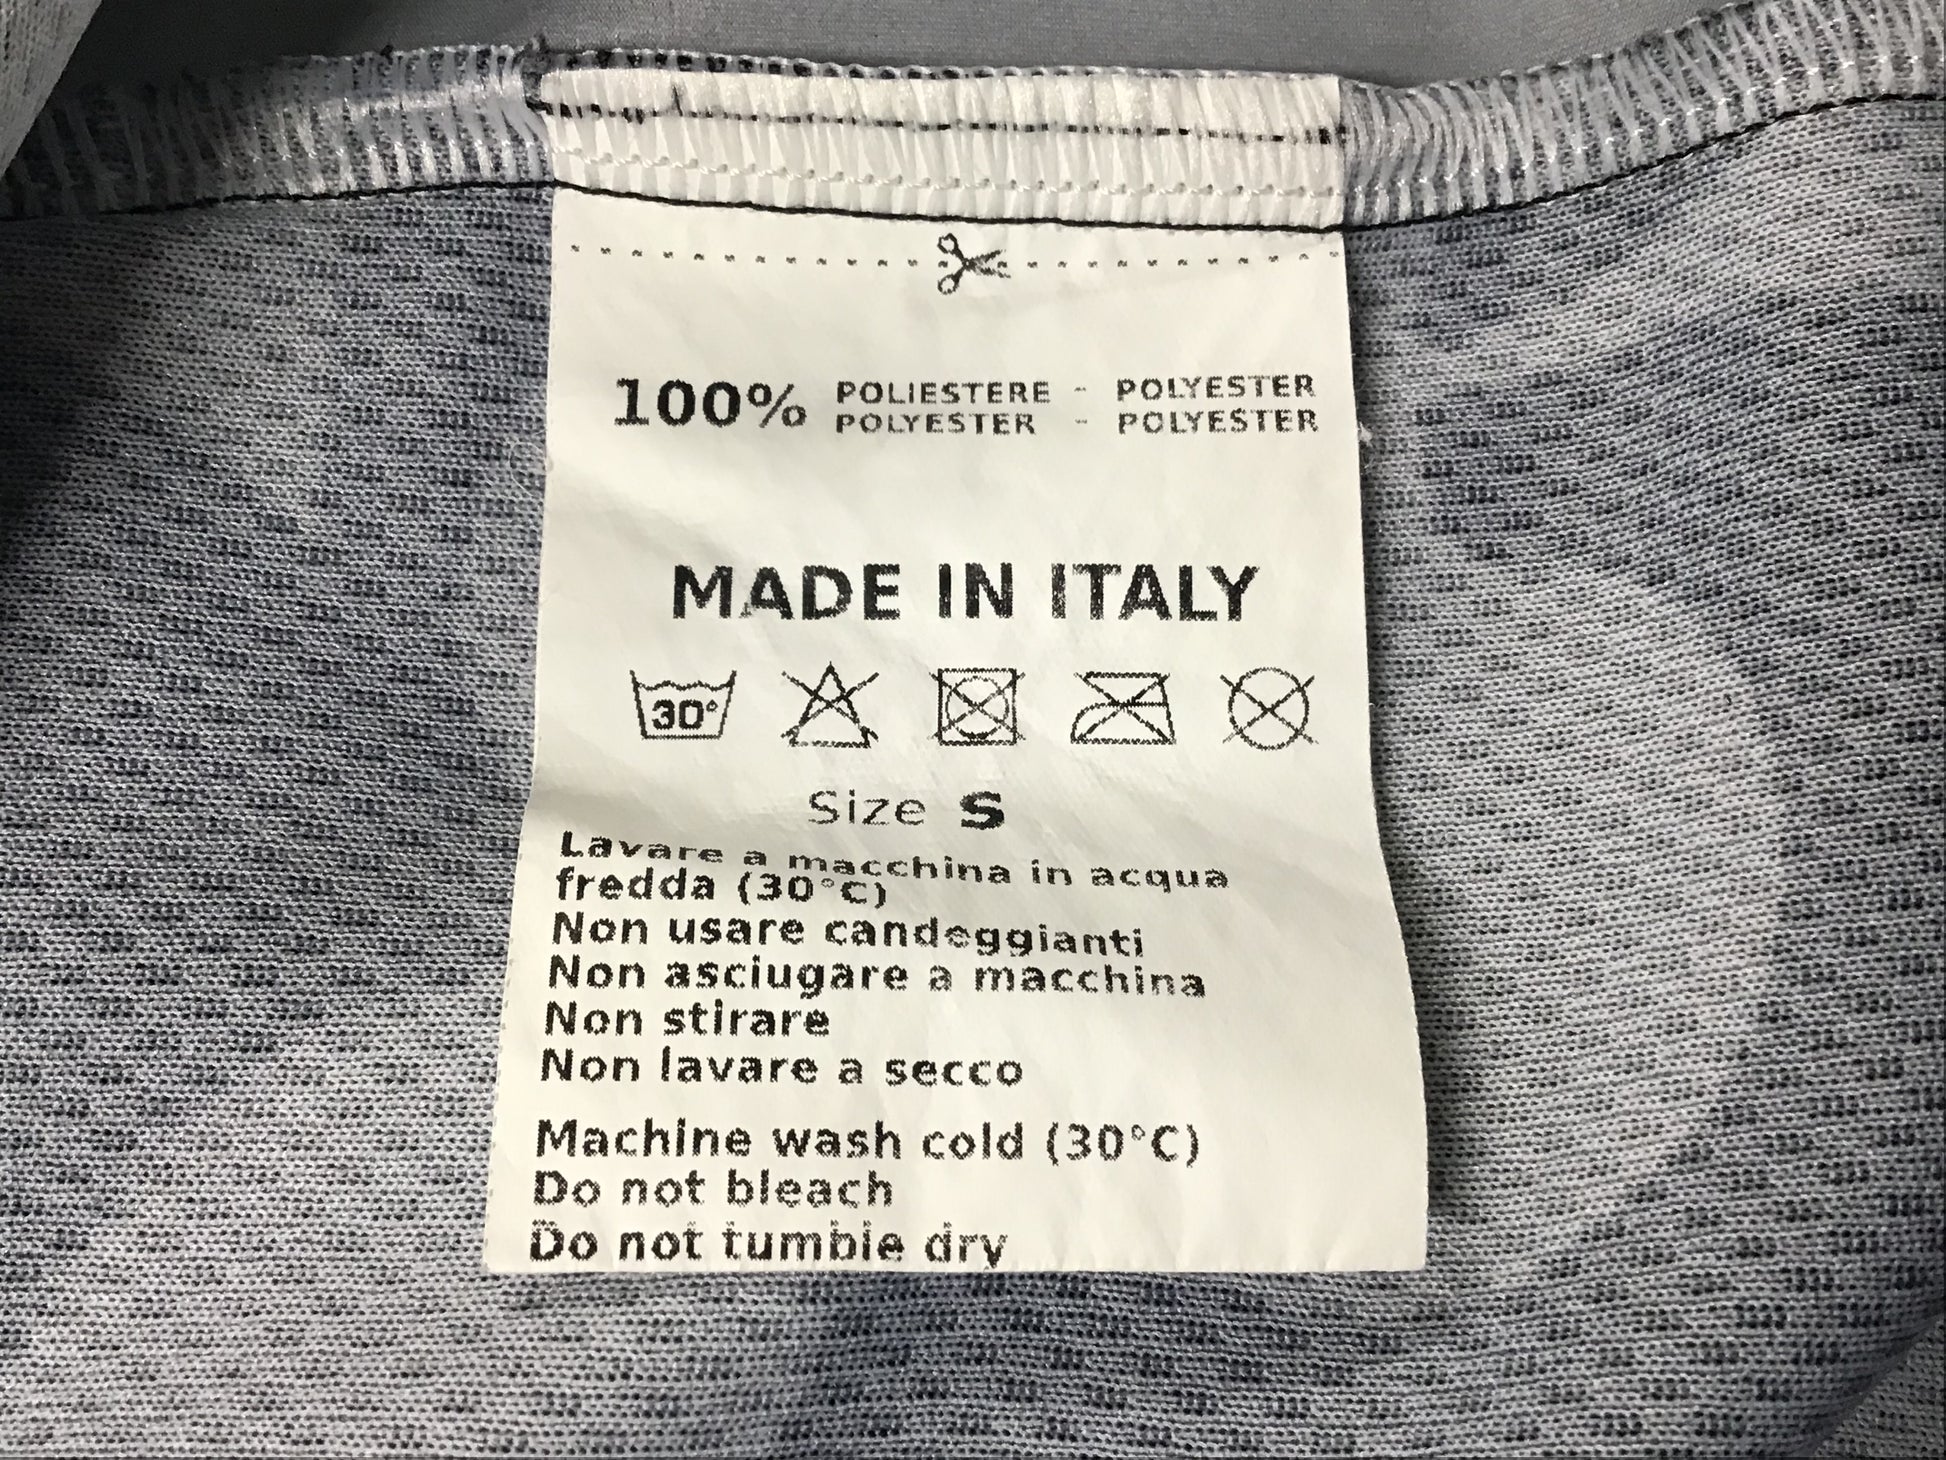 100% POLIESTERE - POLYESTER
POLYESTER - POLYESTER
MADE IN ITALY
30°
Size S
Lavare a macchina in acqua
fredda (30°C)
Non usare candeggianti
Non asciugare a macchina
Non stirare
Non lavare a secco
Machine wash cold (30°C)
Do not bleach
Do not tumble dry